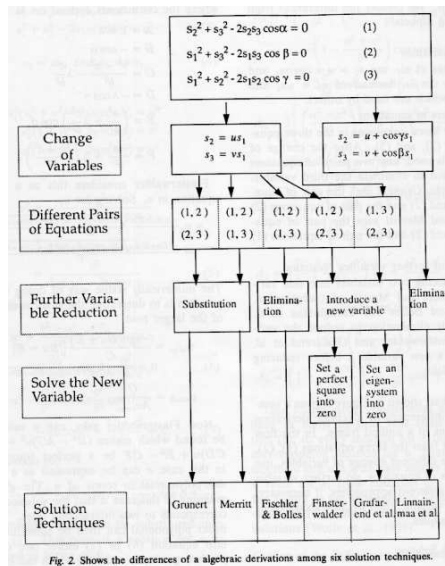 s₂² + s₃² - 2s₂s₃ cosα = 0 (1)
s₁² + s₃² - 2s₁s₃ cos β = 0 (2)
s₁² + s₂² - 2s₁s₂ cos γ = 0 (3)
Change
of
Variables
s₂ = us₁
s₃ = vs₁
s₂ = u + cosγs₁
s₃ = v + cosβs₁
Different Pairs
of Equations
(1, 2) (1, 2) (1, 2) (1, 2) (1, 3)
(2, 3) (1, 3) (1, 3) (2, 3) (2, 3)
Further Varia-
ble Reduction
Substitution
Elimina-
tion
Introduce a
new variable
Elimina
tion
Solve the New
Variable
Set a
perfect
square
into
zero
Set an
eigen-
system
into
zero
Solution
Techniques
Grunert
Merritt
Fischler
& Bolles
Finster-
walder
Grafar-
end et al.
Linnain-
maa et al.
Fig. 2. Shows the differences of a algebraic derivations among six solution techniques.